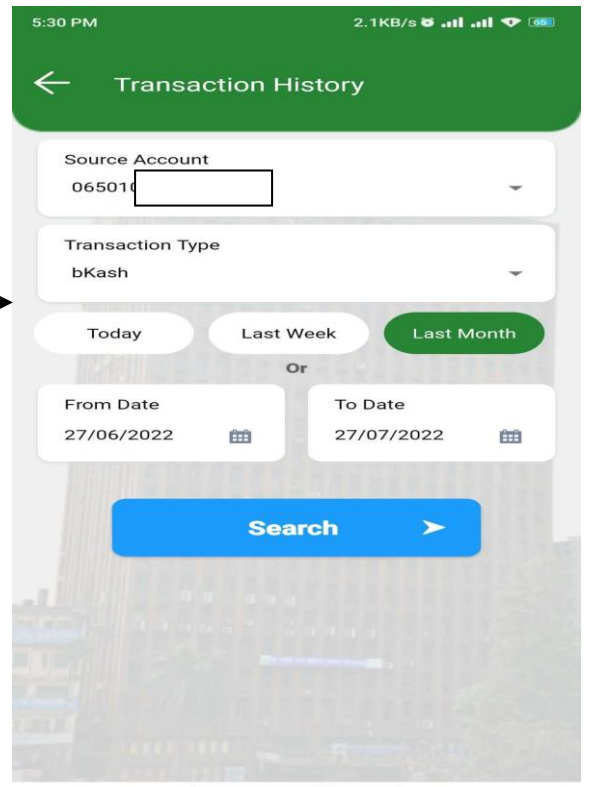 5:30 PM 2.1KB/s 65
Transaction History
Source Account
06501
Transaction Type
bKash
Today Last Week Last Month
Or
From Date To Date
27/06/2022 27/07/2022
Search